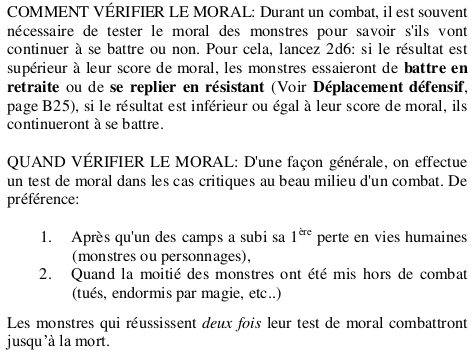 COMMENT VÉRIFIER LE MORAL: Durant un combat, il est souvent
nécessaire de tester le moral des monstres pour savoir s'ils vont
continuer à se battre ou non. Pour cela, lancez 2d6: si le résultat est
supérieur à leur score de moral, les monstres essaieront de battre en
retraite ou de se replier en résistant (Voir Déplacement défensif,
page B25), si le résultat est inférieur ou égal à leur score de moral, ils
continueront à se battre.
QUAND VÉRIFIER LE MORAL: D'une façon générale, on effectue
un test de moral dans les cas critiques au beau milieu d'un combat. De
préférence:
1. Après qu'un des camps a subi sa 1ère perte en vies humaines
(monstres ou personnages),
2. Quand la moitié des monstres ont été mis hors de combat
(tués, endormis par magie, etc..)
Les monstres qui réussissent deux fois leur test de moral combattront
jusqu'à la mort.